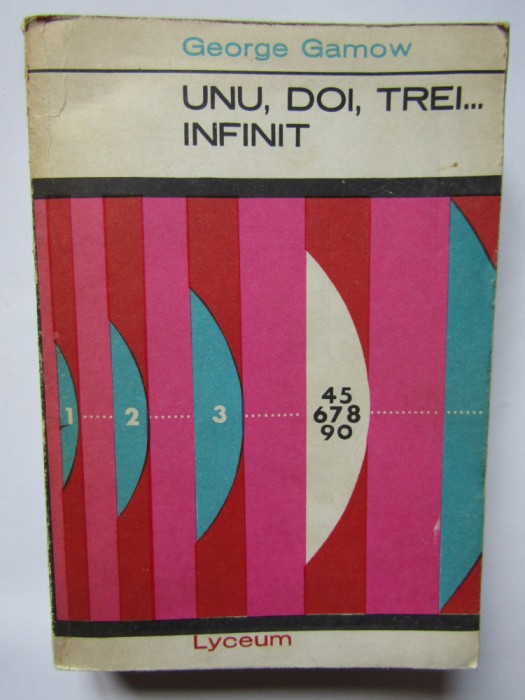 George Gamow
UNU, DOI, TREI...
INFINIT
1 2 3
45
678
90
Lyceum